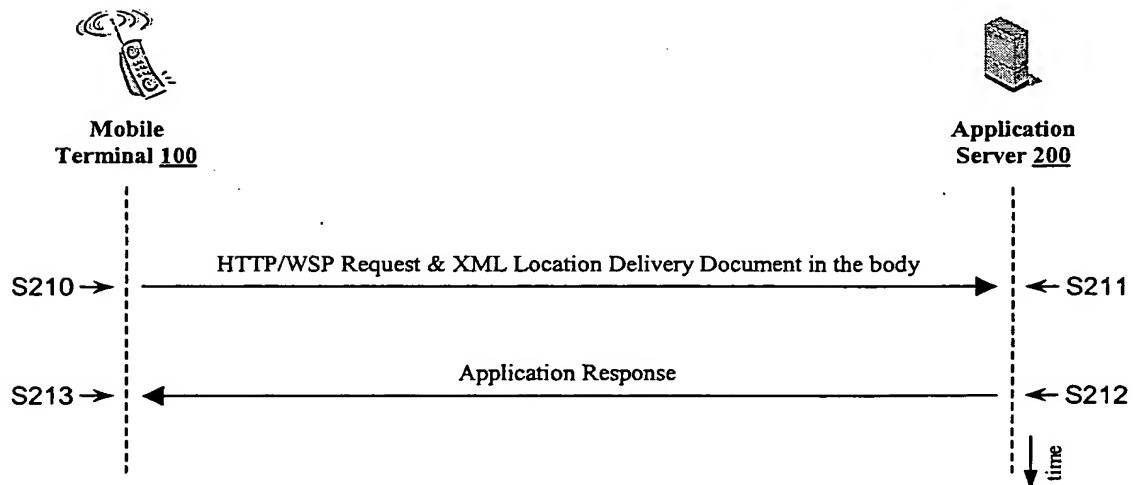 Mobile
Terminal 100
Application
Server 200
HTTP/WSP Request & XML Location Delivery Document in the body
S210
S211
Application Response
S213
S212
time